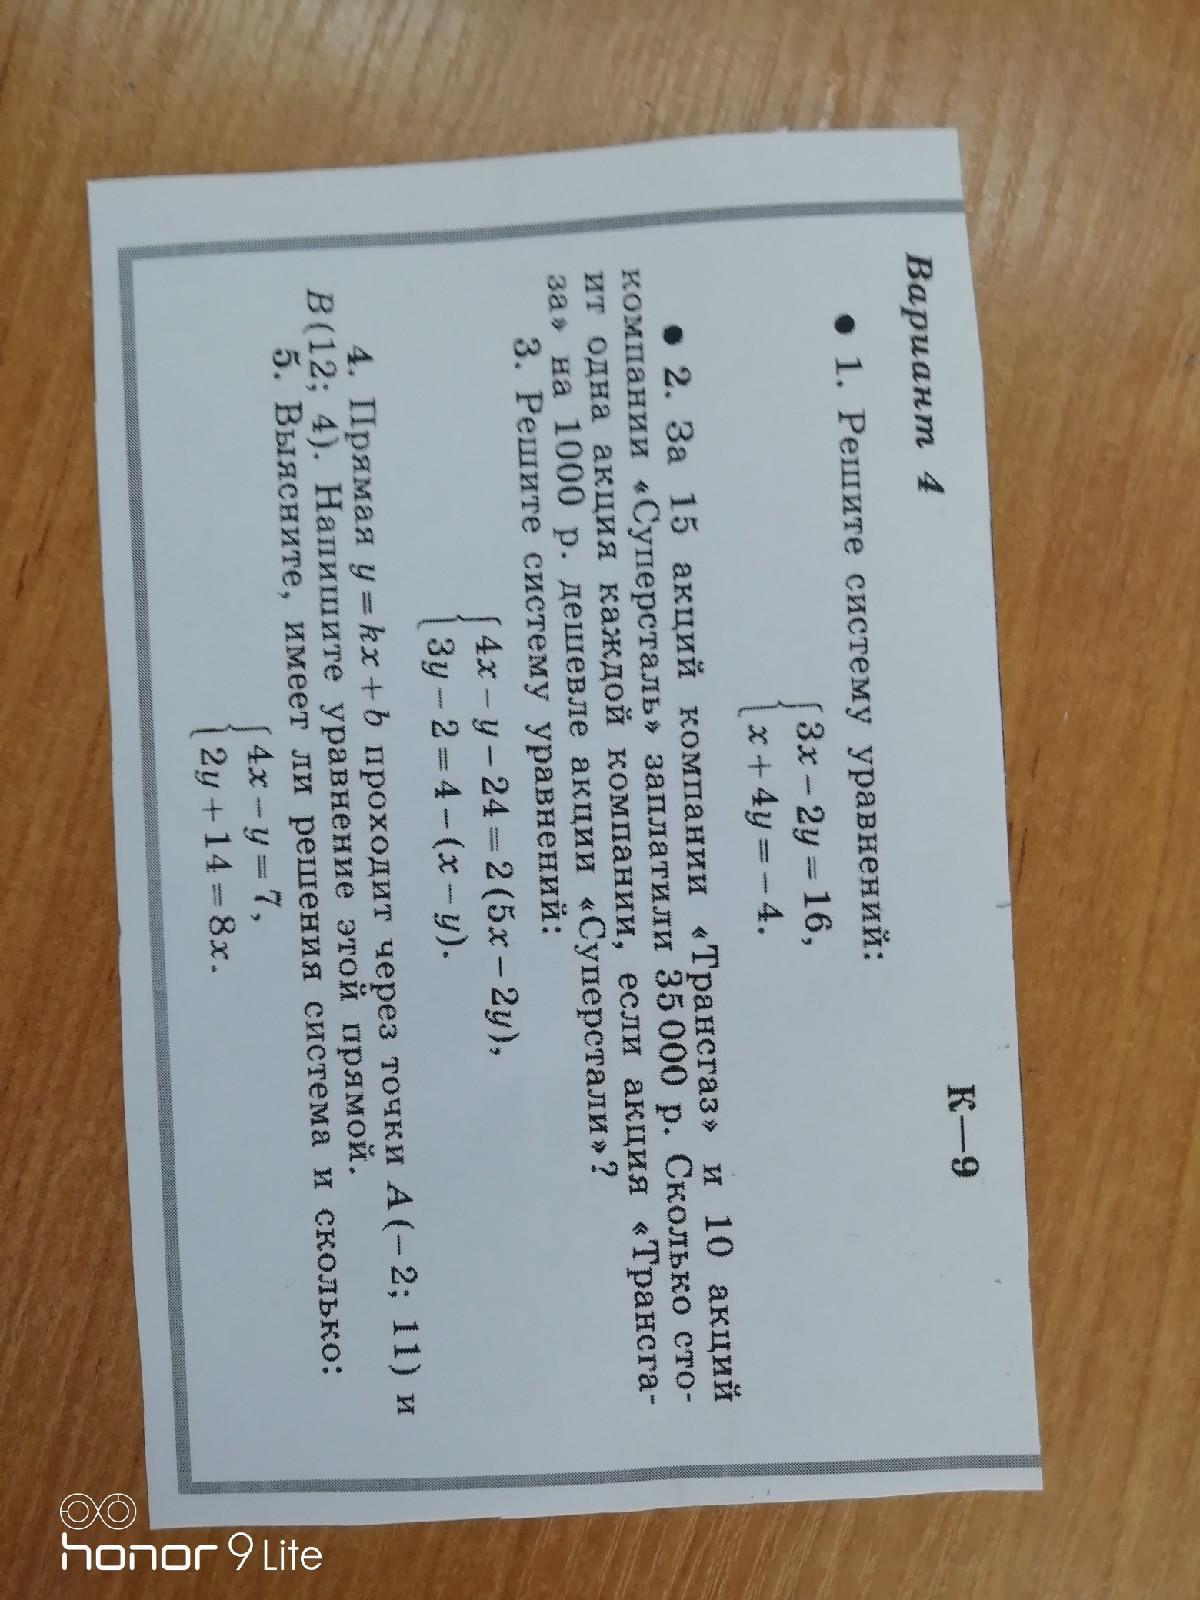 К—9
Вариант 4
● 1. Решите систему уравнений:
{3x − 2y = 16,
x + 4y = −4.
● 2. За 15 акций компании «Трансгаз» и 10 акций
компании «Суперсталь» заплатили 35 000 р. Сколько сто-
ит одна акция каждой компании, если акция «Трансга-
за» на 1000 р. дешевле акции «Суперстали»?
3. Решите систему уравнений:
{4x − y − 24 = 2(5x − 2y),
3y − 2 = 4 − (x − y).
4. Прямая y = kx + b проходит через точки A(−2; 11) и
B(12; 4). Напишите уравнение этой прямой.
5. Выясните, имеет ли решения система и сколько:
{4x − y = 7,
2y + 14 = 8x.
honor 9 Lite